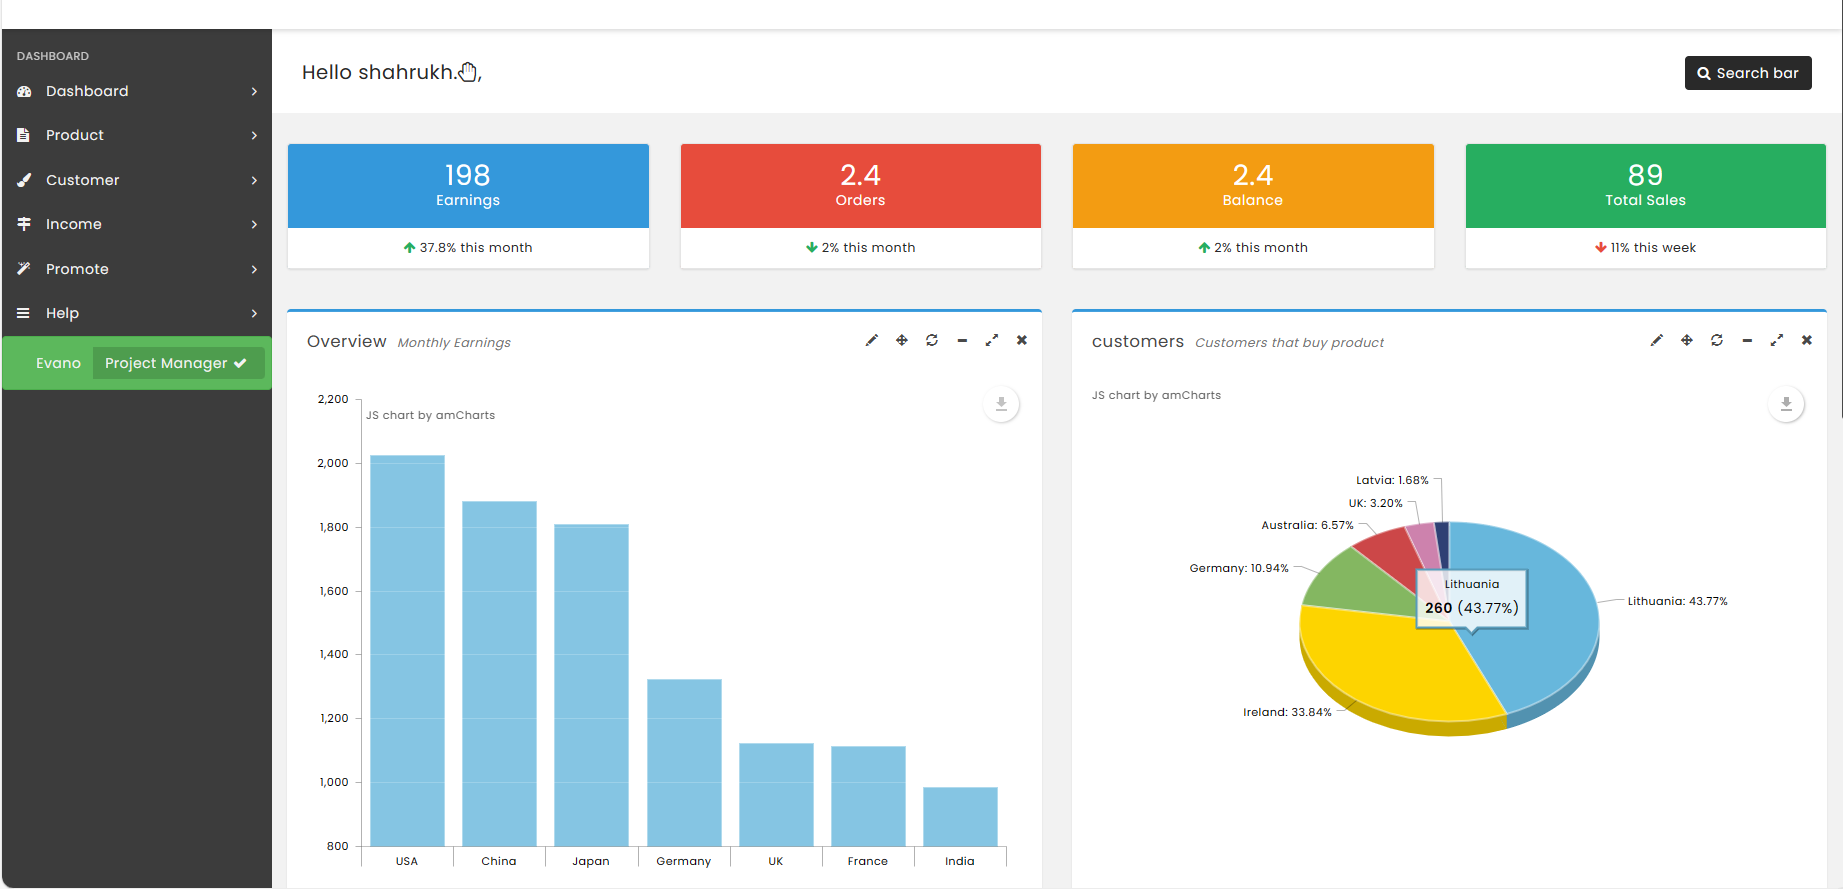 DASHBOARD
Dashboard
Product
Customer
Income
Promote
Help
Evano Project Manager
Hello shahrukh.,
Search bar
198
Earnings
37.8% this month
2.4
Orders
2% this month
2.4
Balance
2% this month
89
Total Sales
11% this week
Overview Monthly Earnings
JS chart by amCharts
2,200
2,000
1,800
1,600
1,400
1,200
1,000
800
USA China Japan Germany UK France India
customers Customers that buy product
JS chart by amCharts
Latvia: 1.68%
UK: 3.20%
Australia: 6.57%
Germany: 10.94%
Lithuania
260 (43.77%)
Lithuania: 43.77%
Ireland: 33.84%